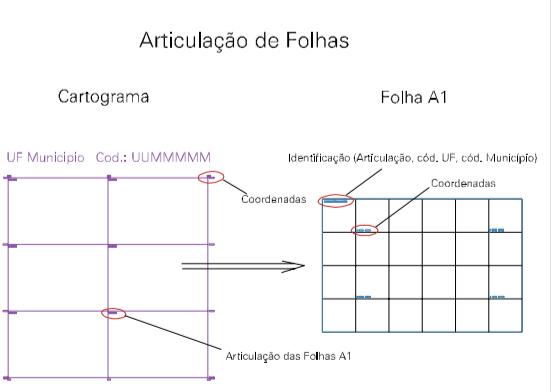 Articulação de Folhas
Cartograma
Folha A1
UF Municipio Cod.: UUMMMMM
Identificação (Articulação, cód. UF, cód. Município)
Coordenadas
Coordenadas
Articulação das Folhas A1